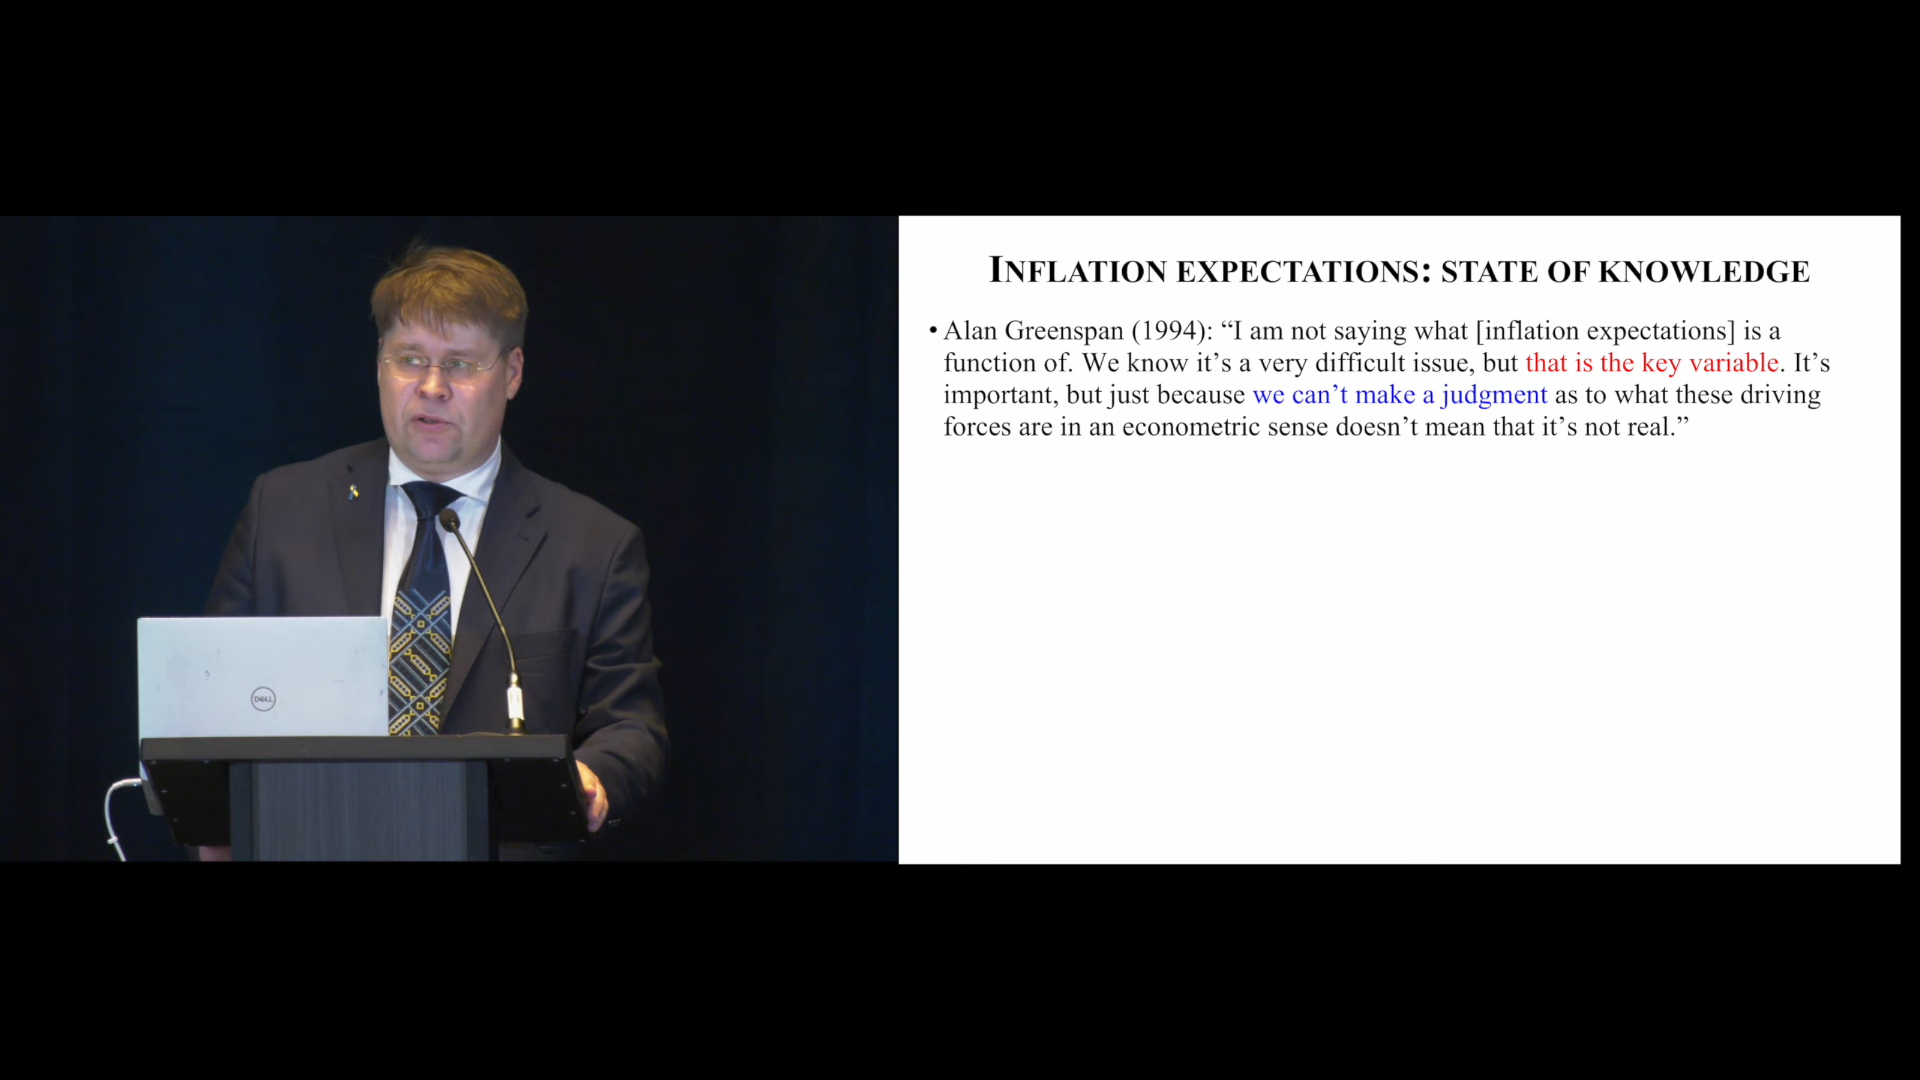 INFLATION EXPECTATIONS: STATE OF KNOWLEDGE
• Alan Greenspan (1994): “I am not saying what [inflation expectations] is a
function of. We know it’s a very difficult issue, but that is the key variable. It’s
important, but just because we can’t make a judgment as to what these driving
forces are in an econometric sense doesn’t mean that it’s not real.”
DELL